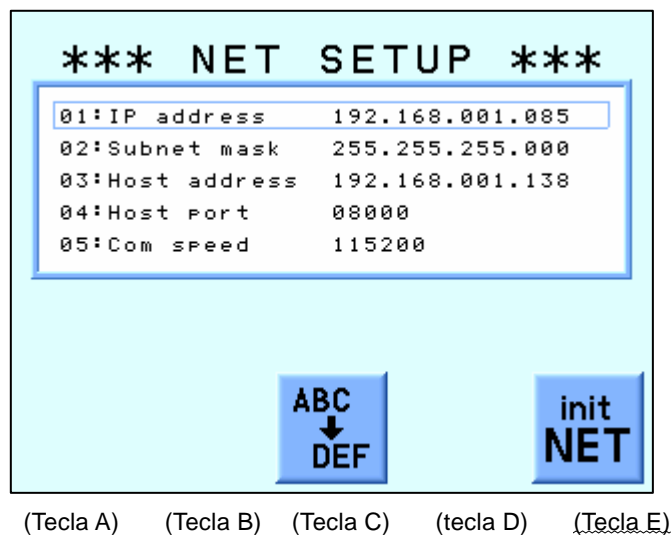 *** NET SETUP ***
01:IP address 192.168.001.085
02:Subnet mask 255.255.255.000
03:Host address 192.168.001.138
04:Host port 08000
05:Com speed 115200
ABC
DEF
init
NET
(Tecla A) (Tecla B) (Tecla C) (tecla D) (Tecla E)